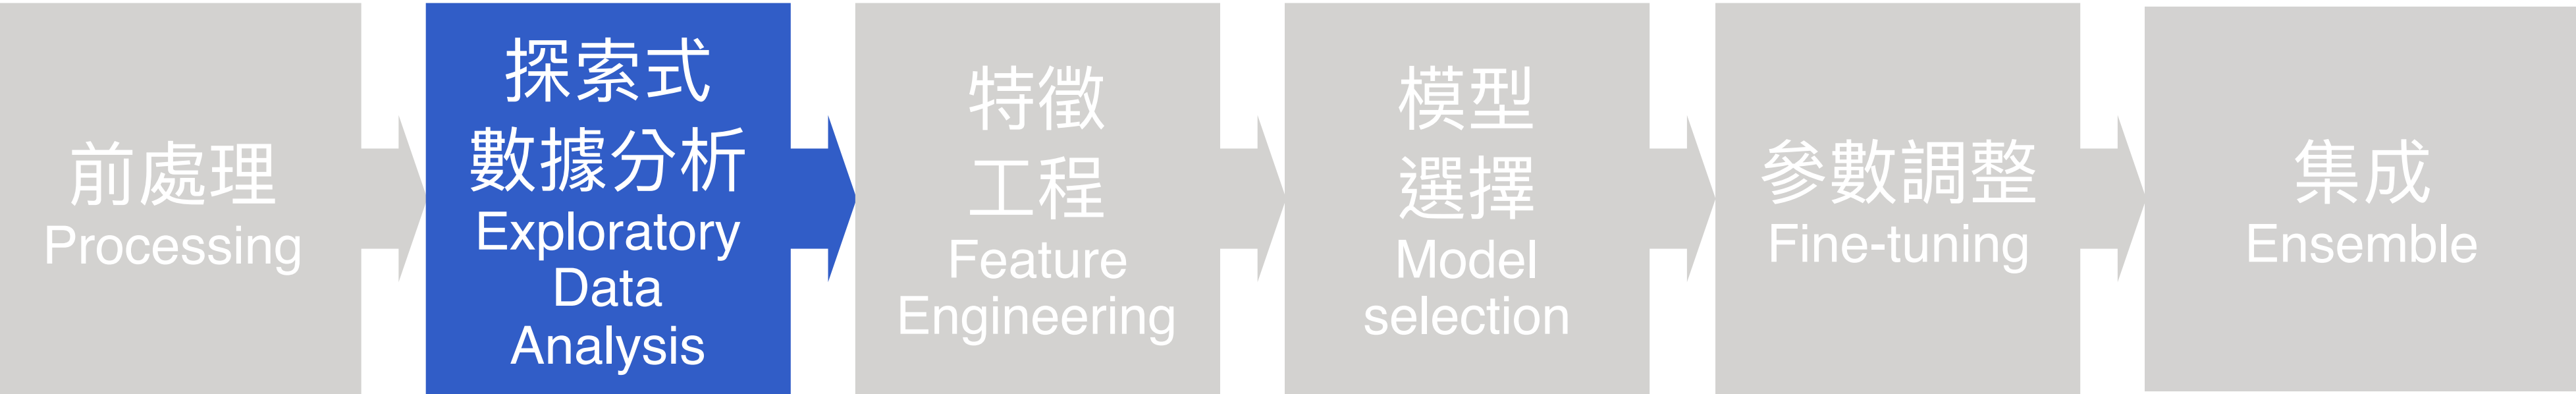 前處理
Processing
探索式
數據分析
Exploratory
Data
Analysis
特徵
工程
Feature
Engineering
模型
選擇
Model
selection
參數調整
Fine-tuning
集成
Ensemble